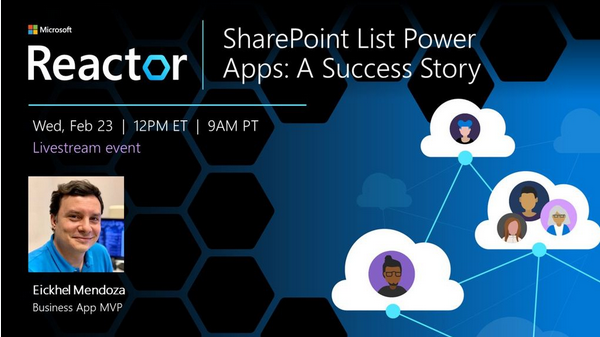 Microsoft
Reactor
SharePoint List Power
Apps: A Success Story
Wed, Feb 23 | 12PM ET | 9AM PT
Livestream event
Eickhel Mendoza
Business App MVP